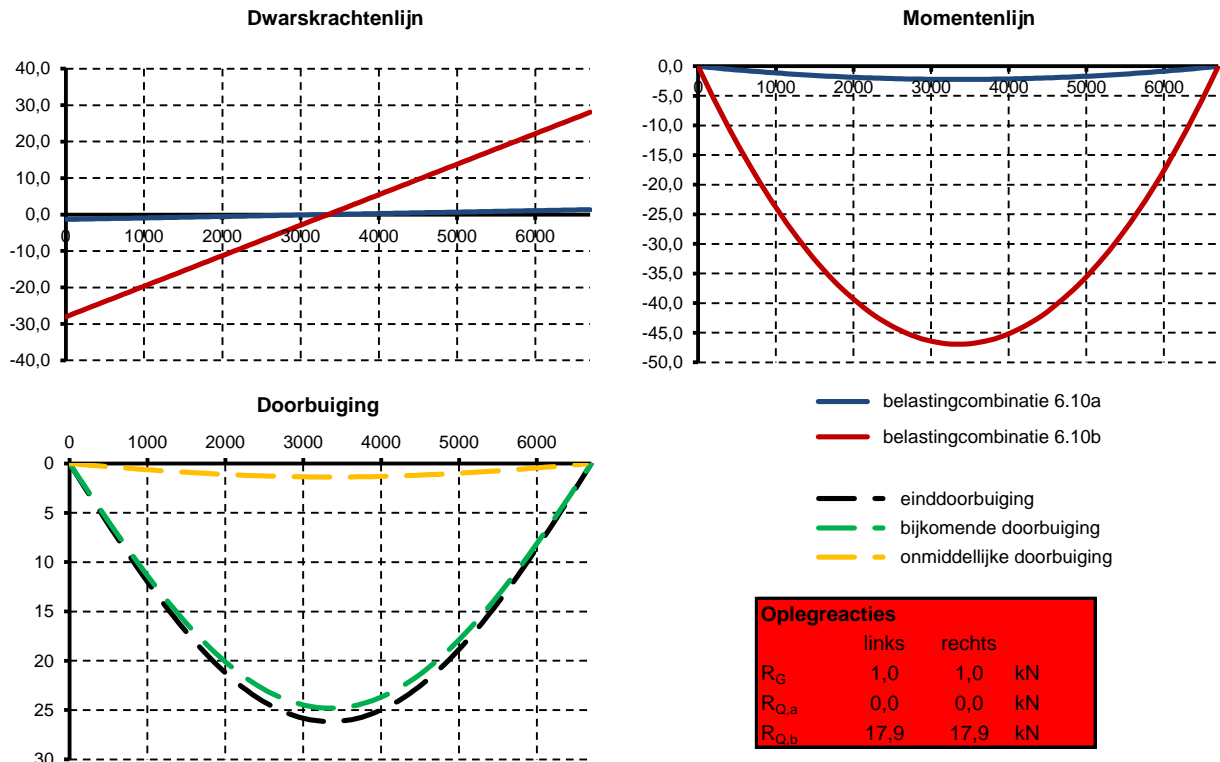 Dwarskrachtenlijn
40,0
30,0
20,0
10,0
0,0
-10,0
-20,0
-30,0
-40,0
0 1000 2000 3000 4000 5000 6000
Momentenlijn
0,0
-5,0
-10,0
-15,0
-20,0
-25,0
-30,0
-35,0
-40,0
-45,0
-50,0
0 1000 2000 3000 4000 5000 6000
Doorbuiging
0 1000 2000 3000 4000 5000 6000
0
5
10
15
20
25
30
belastingcombinatie 6.10a
belastingcombinatie 6.10b
einddoorbuiging
bijkomende doorbuiging
onmiddellijke doorbuiging
Oplegreacties
links rechts
RG 1,0 1,0 kN
RQ,a 0,0 0,0 kN
RQ,b 17,9 17,9 kN